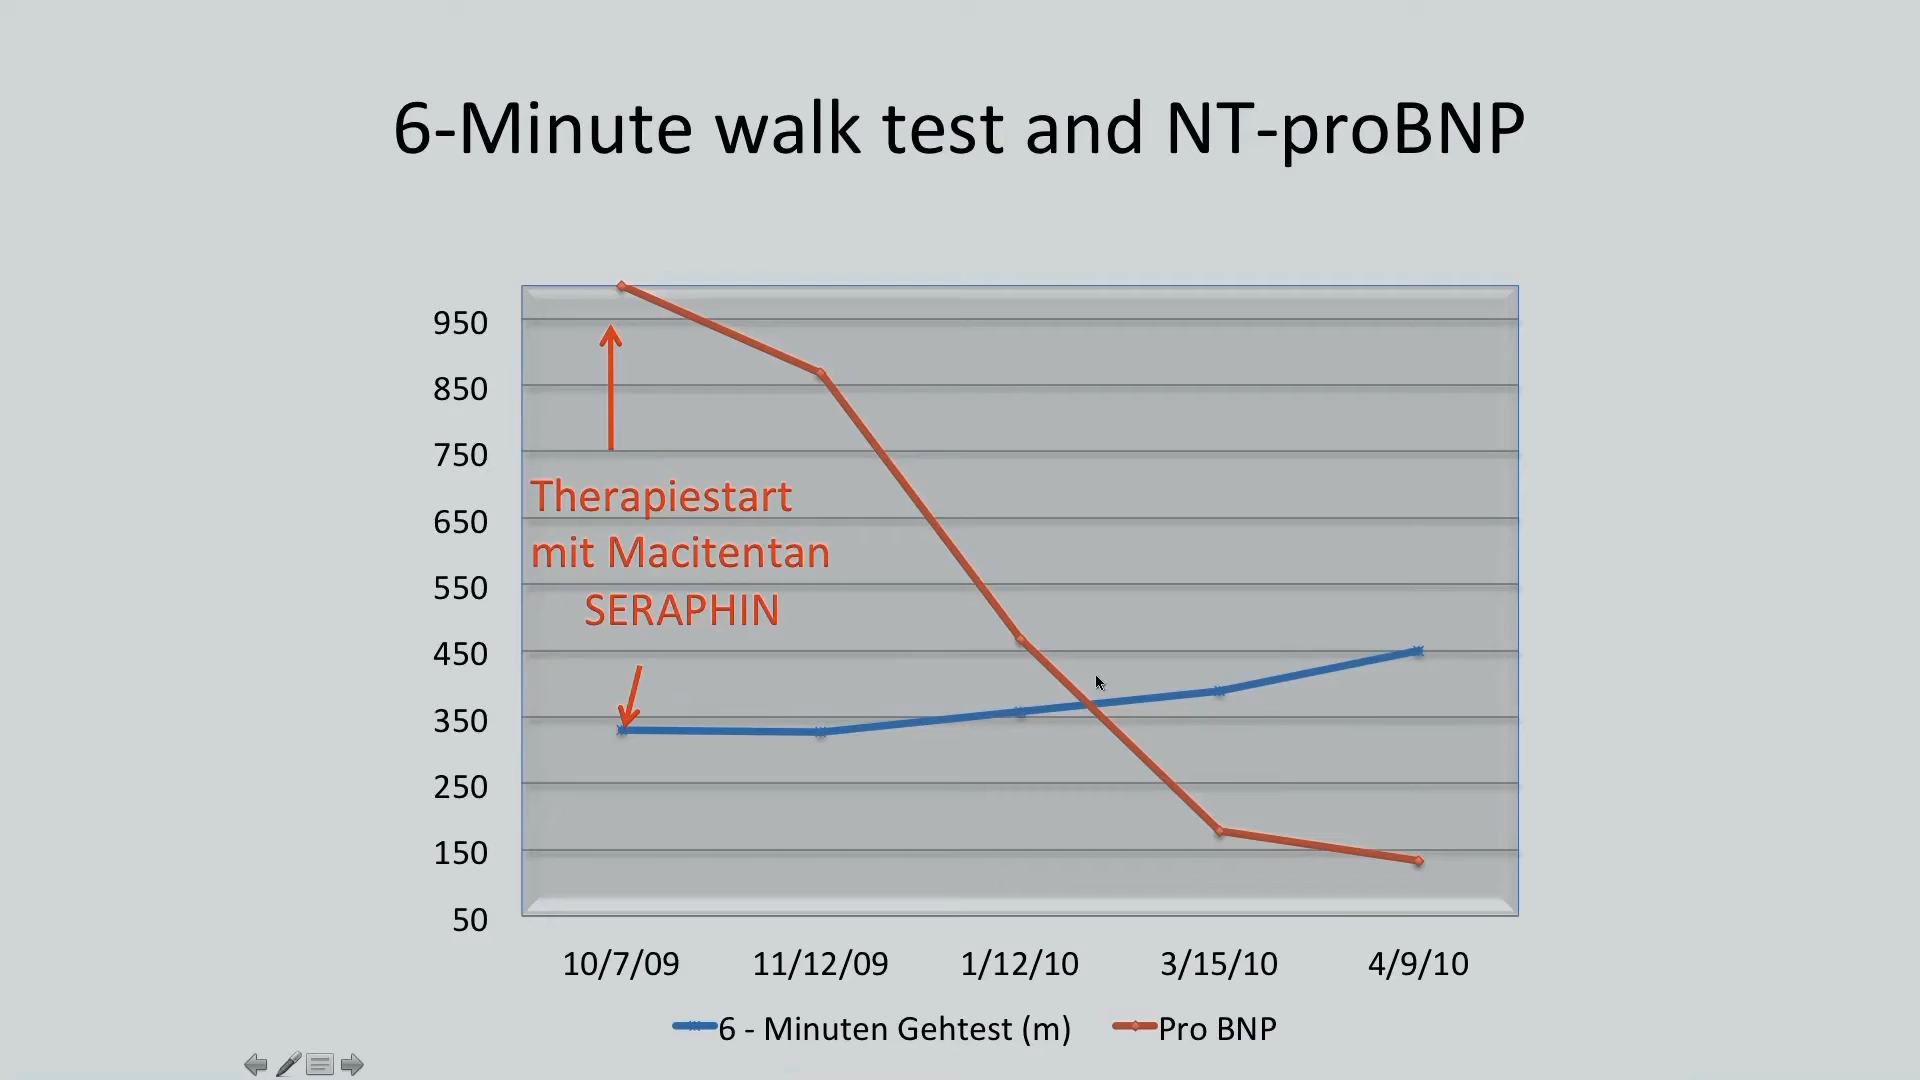 6-Minute walk test and NT-proBNP
950
850
750
650
550
450
350
250
150
50
Therapiestart
mit Macitentan
SERAPHIN
10/7/09 11/12/09 1/12/10 3/15/10 4/9/10
6 - Minuten Gehtest (m) Pro BNP